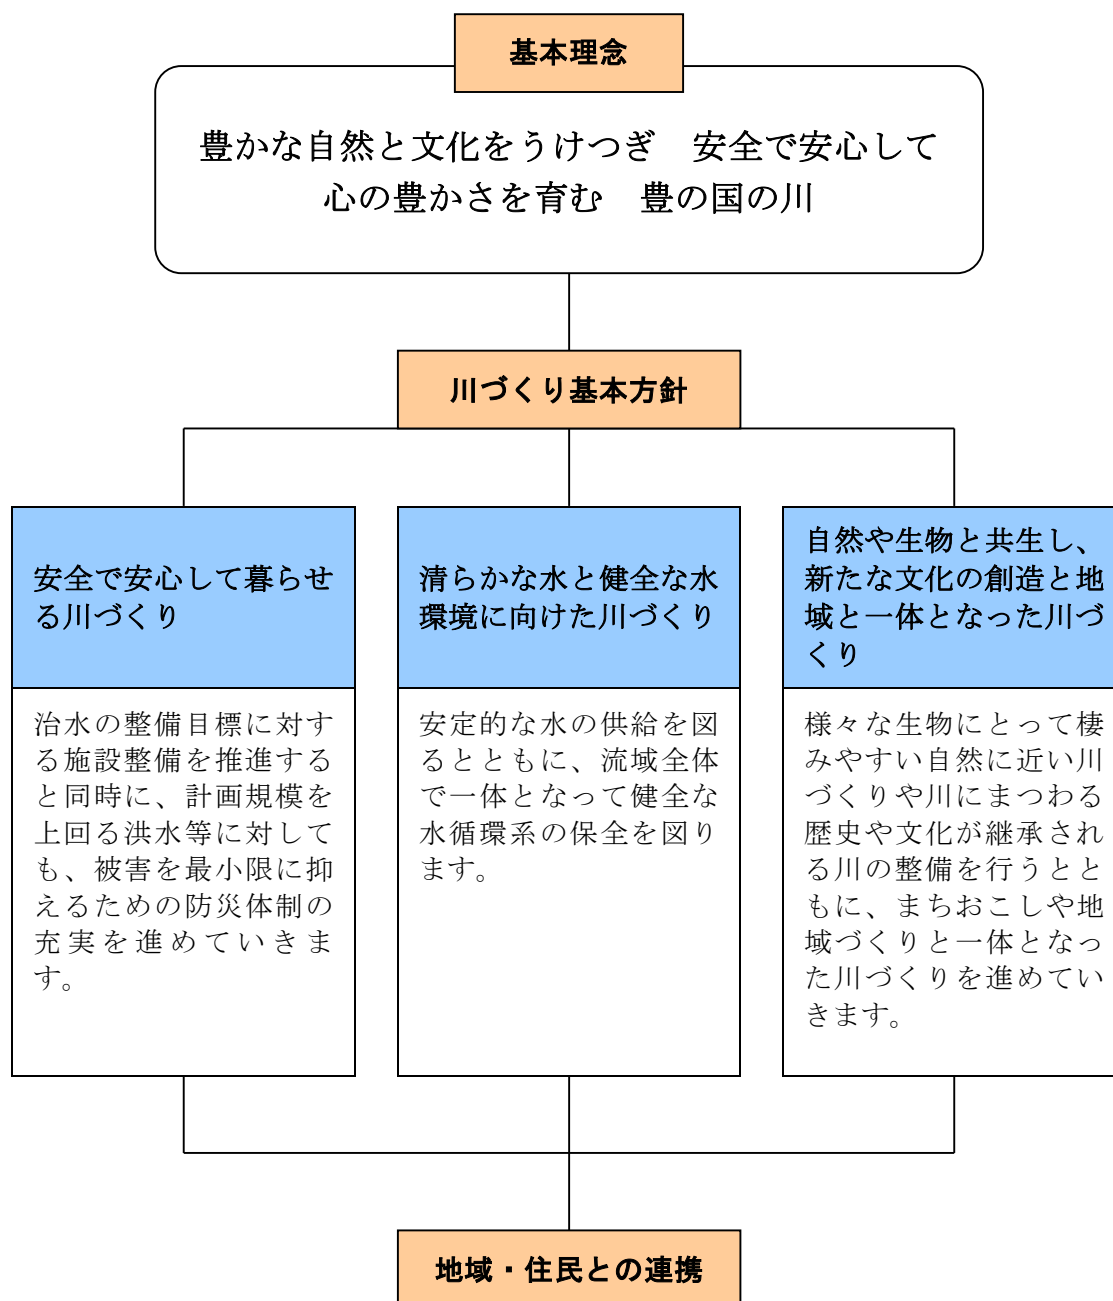 基本理念
豊かな自然と文化をうけつぎ　安全で安心して
心の豊かさを育む　豊の国の川
川づくり基本方針
安全で安心して暮らせ
る川づくり
治水の整備目標に対す
る施設整備を推進する
と同時に、計画規模を
上回る洪水等に対して
も、被害を最小限に抑
えるための防災体制の
充実を進めていきま
す。
清らかな水と健全な水
環境に向けた川づくり
安定的な水の供給を図
るとともに、流域全体
で一体となって健全な
水循環系の保全を図り
ます。
自然や生物と共生し、
新たな文化の創造と地
域と一体となった川づ
くり
様々な生物にとって棲
みやすい自然に近い川
づくりや川にまつわる
歴史や文化が継承され
る川の整備を行うとと
もに、まちおこしや地
域づくりと一体となっ
た川づくりを進めてい
きます。
地域・住民との連携